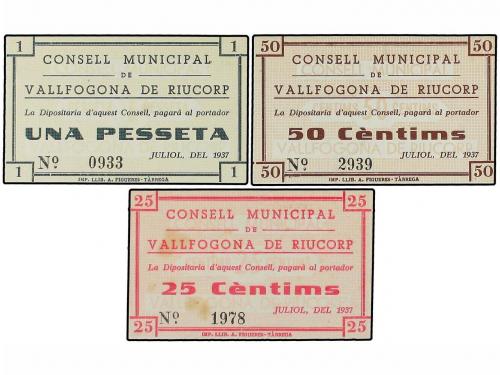 1 1
CONSELL MUNICIPAL
DE
VALLFOGONA DE RIUCORP
La Dipositaria d'aquest Consell, pagará al portador
UNA PESSETA
Nº 0933 JULIOL, DEL 1937
1 1
IMP. LLIB. A. FIGUERES-TÀRREGA
50 50
CONSELL MUNICIPAL
DE
VALLFOGONA DE RIUCORP
La Dipositaria d'aquest Consell, pagará al portador
50 Cèntims
Nº 2939 JULIOL, DEL 1937
50 50
IMP. LLIB. A. FIGUERES-TÀRREGA
25 25
CONSELL MUNICIPAL
DE
VALLFOGONA DE RIUCORP
La Dipositaria d'aquest Consell, pagará al portador
25 Cèntims
Nº 1978 JULIOL, DEL 1937
25 25
IMP. LLIB. A. FIGUERES-TÀRREGA